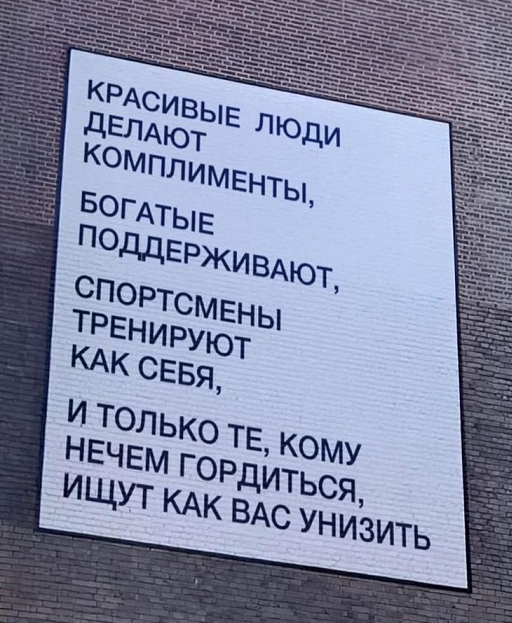 КРАСИВЫЕ ЛЮДИ
ДЕЛАЮТ
КОМПЛИМЕНТЫ,
БОГАТЫЕ
ПОДДЕРЖИВАЮТ,
СПОРТСМЕНЫ
ТРЕНИРУЮТ
КАК СЕБЯ,
И ТОЛЬКО ТЕ, КОМУ
НЕЧЕМ ГОРДИТЬСЯ,
ИЩУТ КАК ВАС УНИЗИТЬ